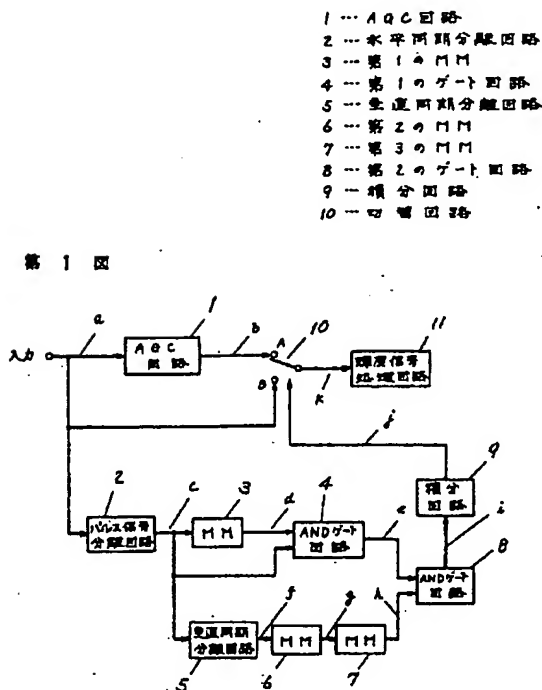 1 … AGC回路
2 … 水平同期分離回路
3 … 第1のMM
4 … 第1のゲート回路
5 … 垂直同期分離回路
6 … 第2のMM
7 … 第3のMM
8 … 第2のゲート回路
9 … 積分回路
10 … 切替回路
第 1 図
入力
a
AGC
回路
1
b
A
B
10
k
輝度信号
処理回路
11
j
パルス信号
分離回路
2
c
MM
3
d
ANDゲート
回路
4
e
積分
回路
9
i
ANDゲート
回路
8
垂直同期
分離回路
5
f
MM
6
g
MM
7
h